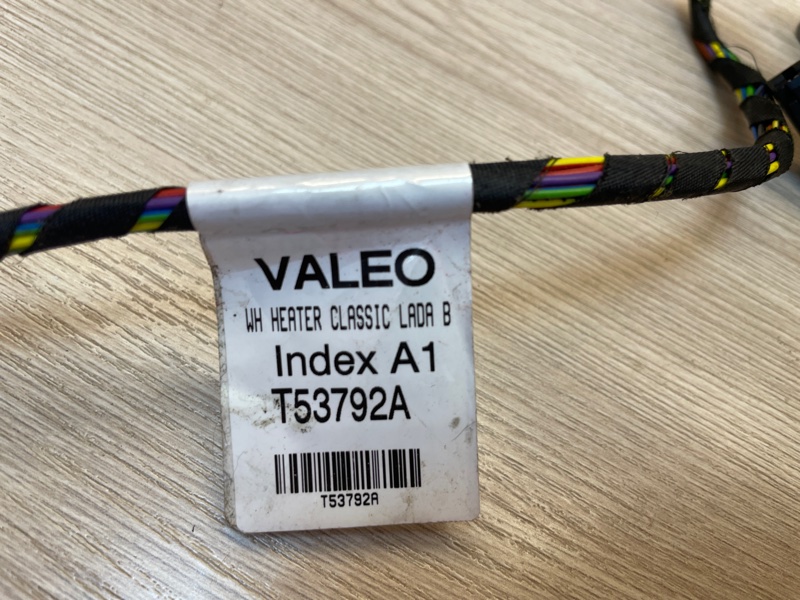 VALEO
WH HEATER CLASSIC LADA B
Index A1
T53792A
T53792A